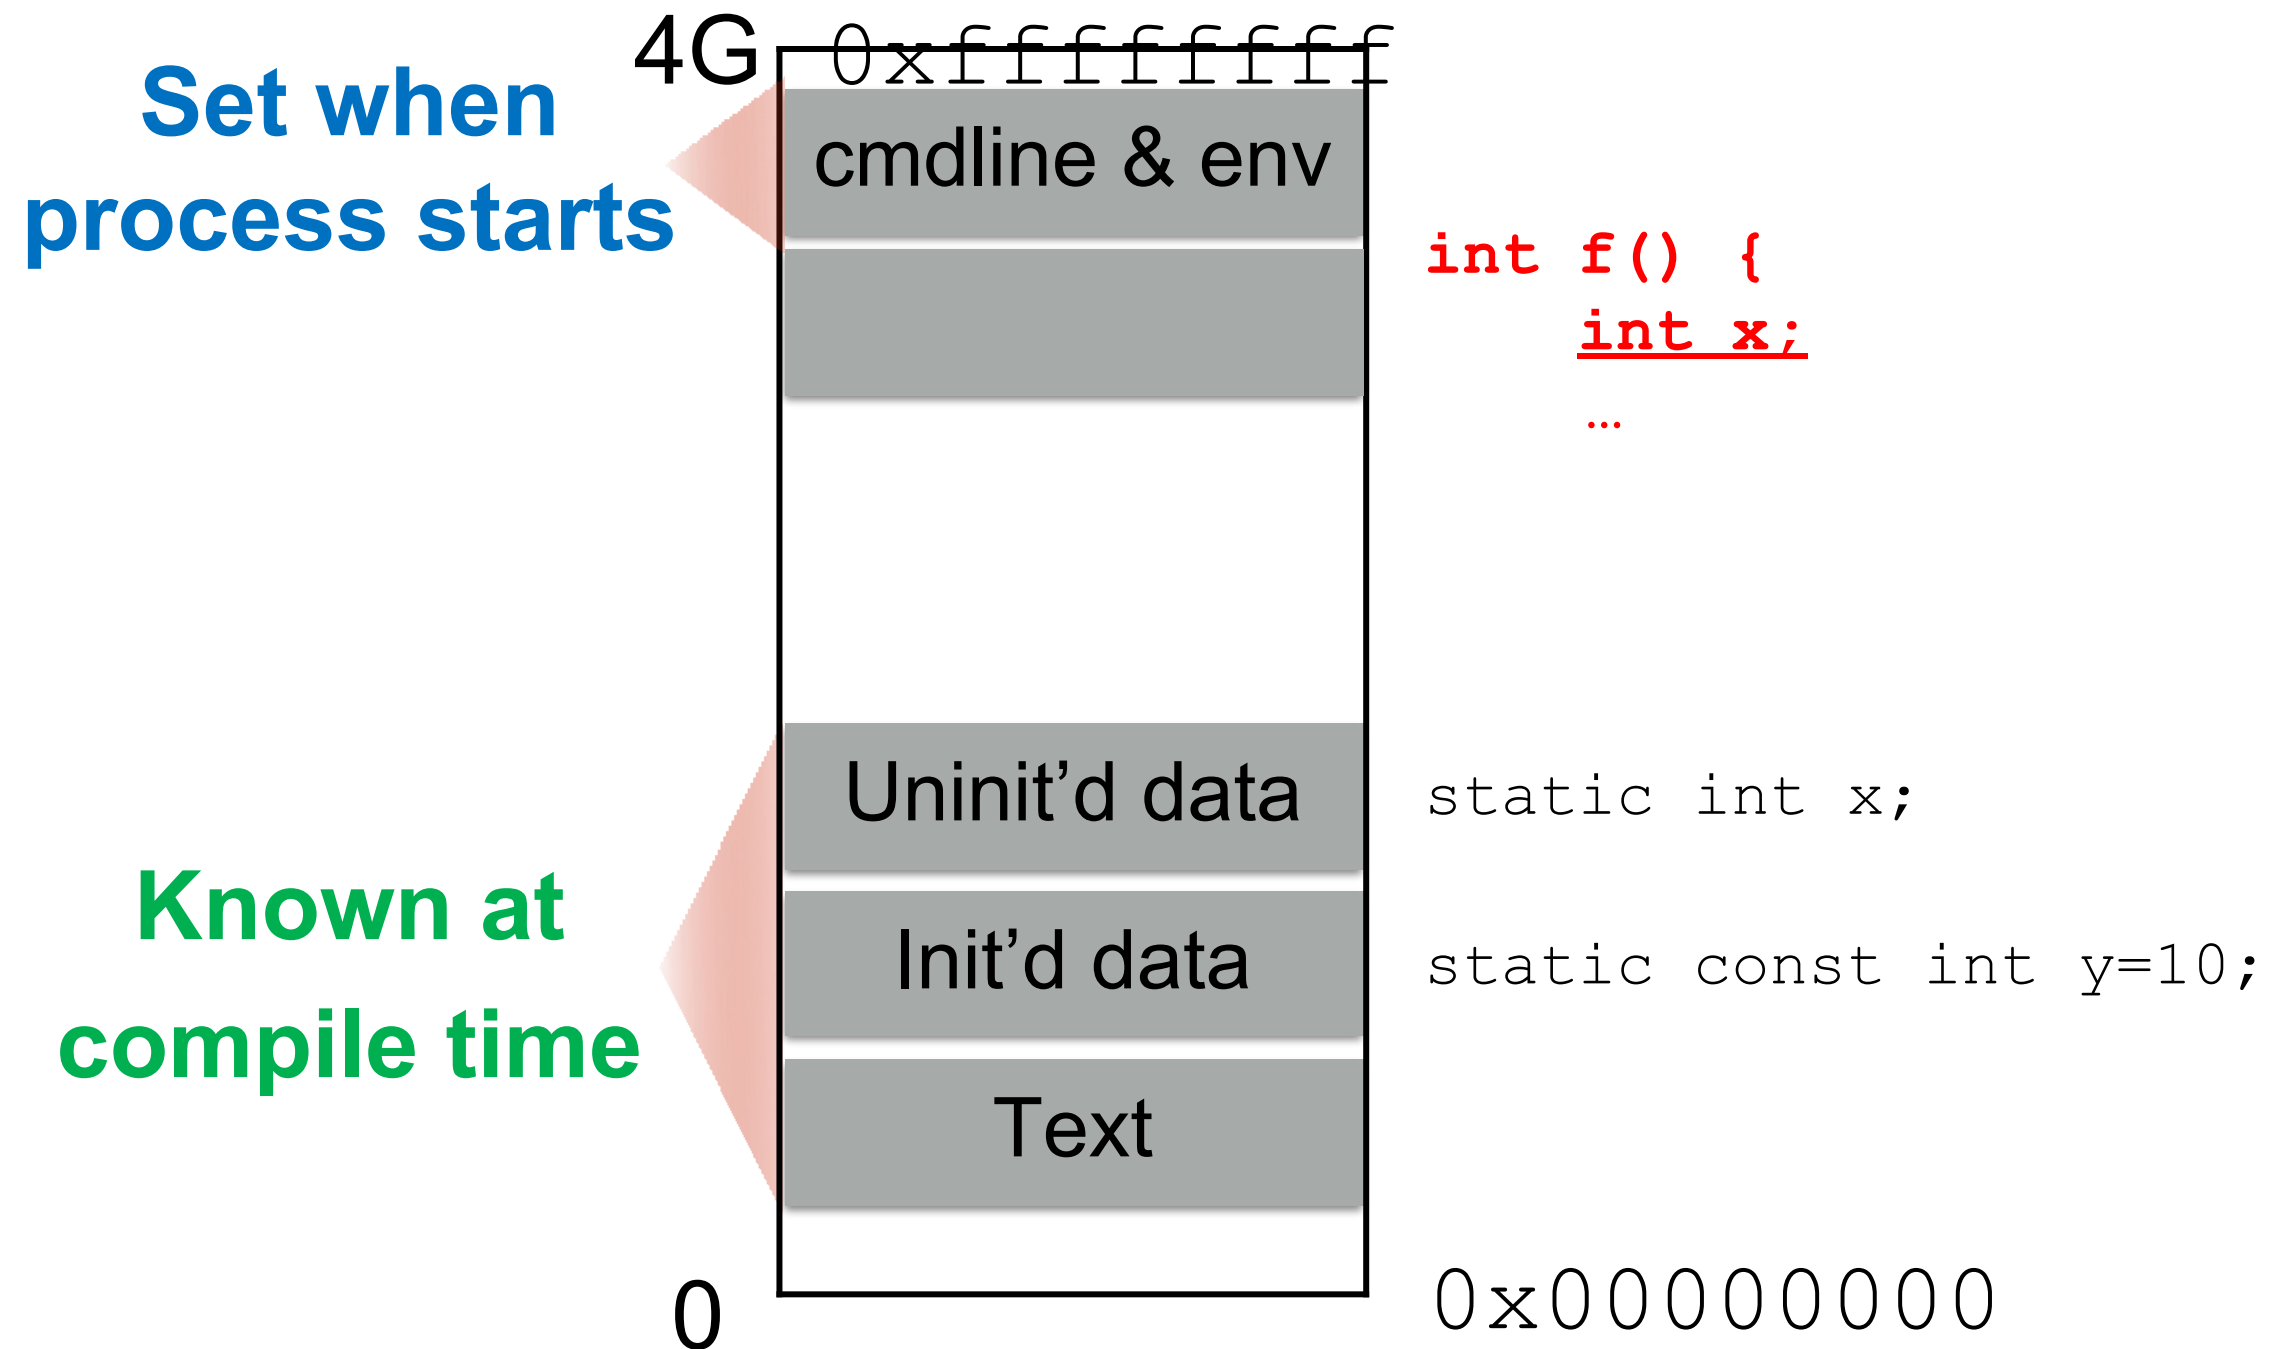 4G
0xffffffff
Set when
process starts
cmdline & env
int f() {
int x;
…
Uninit’d data
static int x;
Known at
compile time
Init’d data
static const int y=10;
Text
0
0x00000000